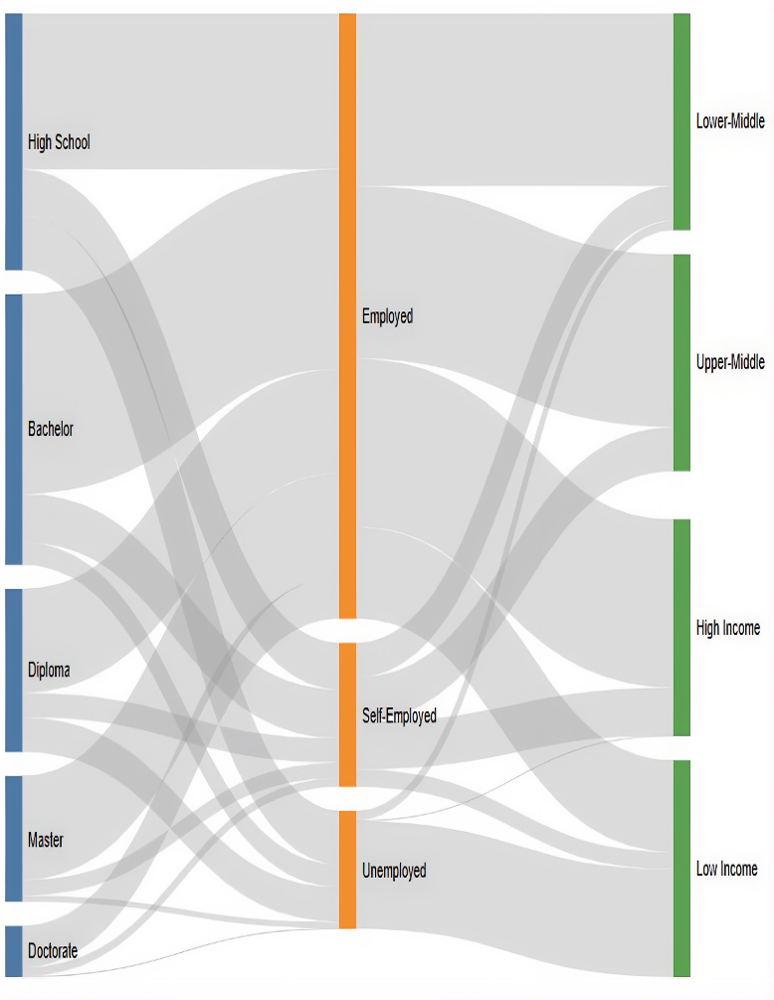 High School
Bachelor
Diploma
Master
Doctorate
Employed
Self-Employed
Unemployed
Lower-Middle
Upper-Middle
High Income
Low Income